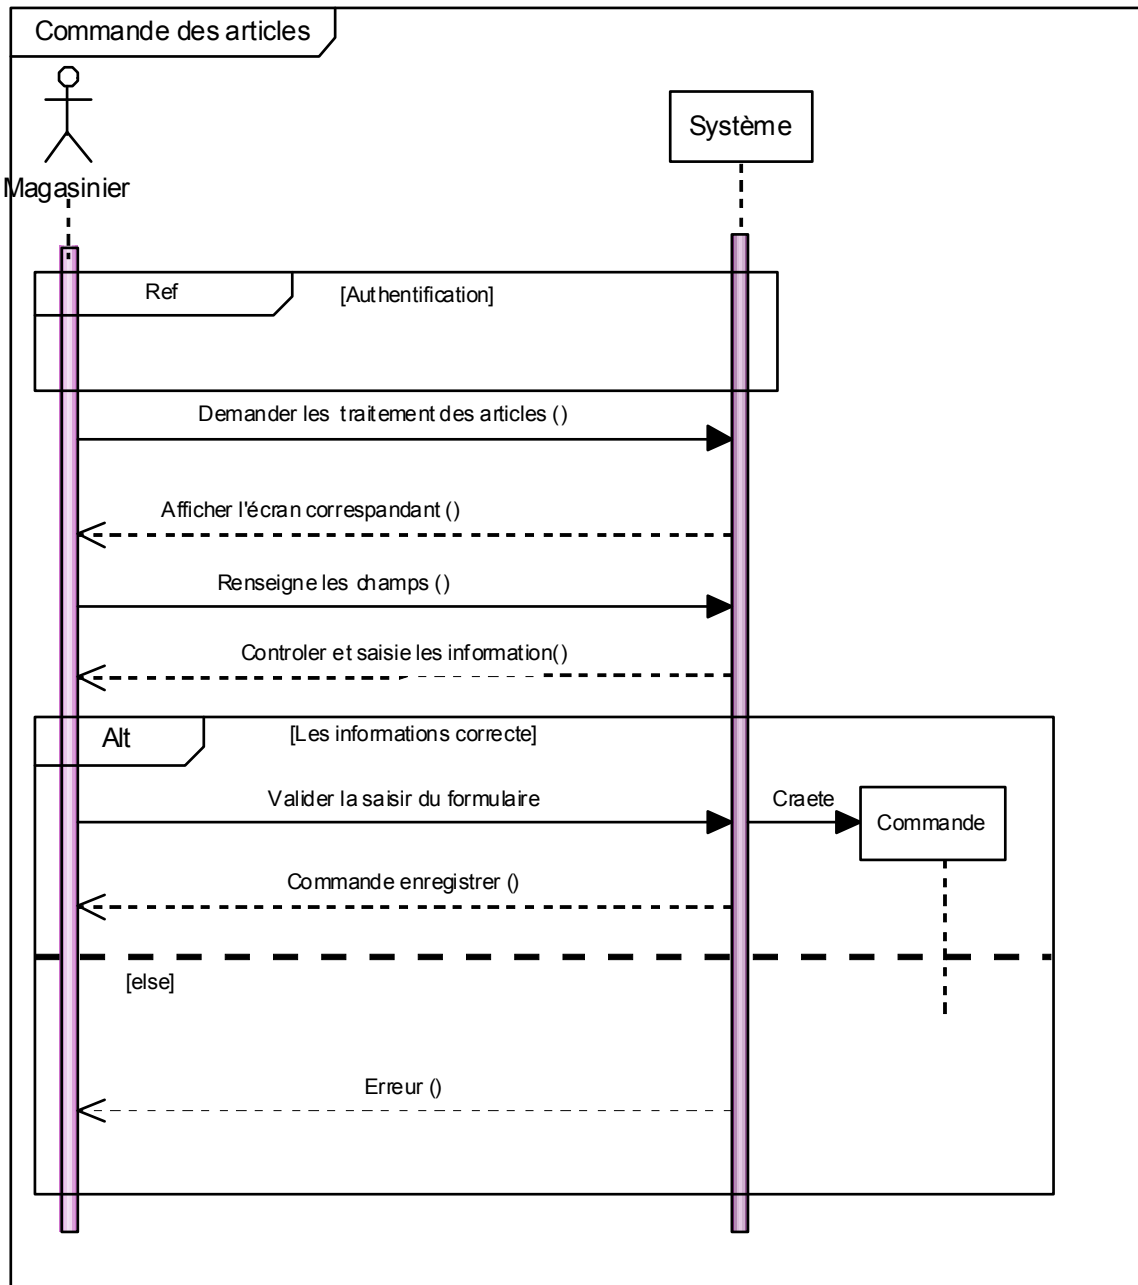 Commande des articles
Système
Magasinier
Ref
[Authentification]
Demander les traitement des articles ()
Afficher l'écran correspandant ()
Renseigne les champs ()
Controler et saisie les information()
Alt
[Les informations correcte]
Valider la saisir du formulaire
Craete
Commande
Commande enregistrer ()
[else]
Erreur ()